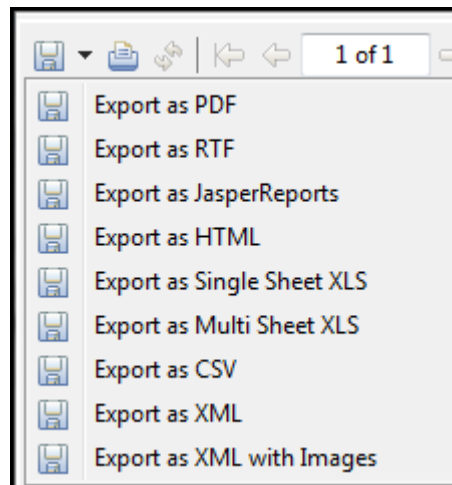 1 of 1
Export as PDF
Export as RTF
Export as JasperReports
Export as HTML
Export as Single Sheet XLS
Export as Multi Sheet XLS
Export as CSV
Export as XML
Export as XML with Images